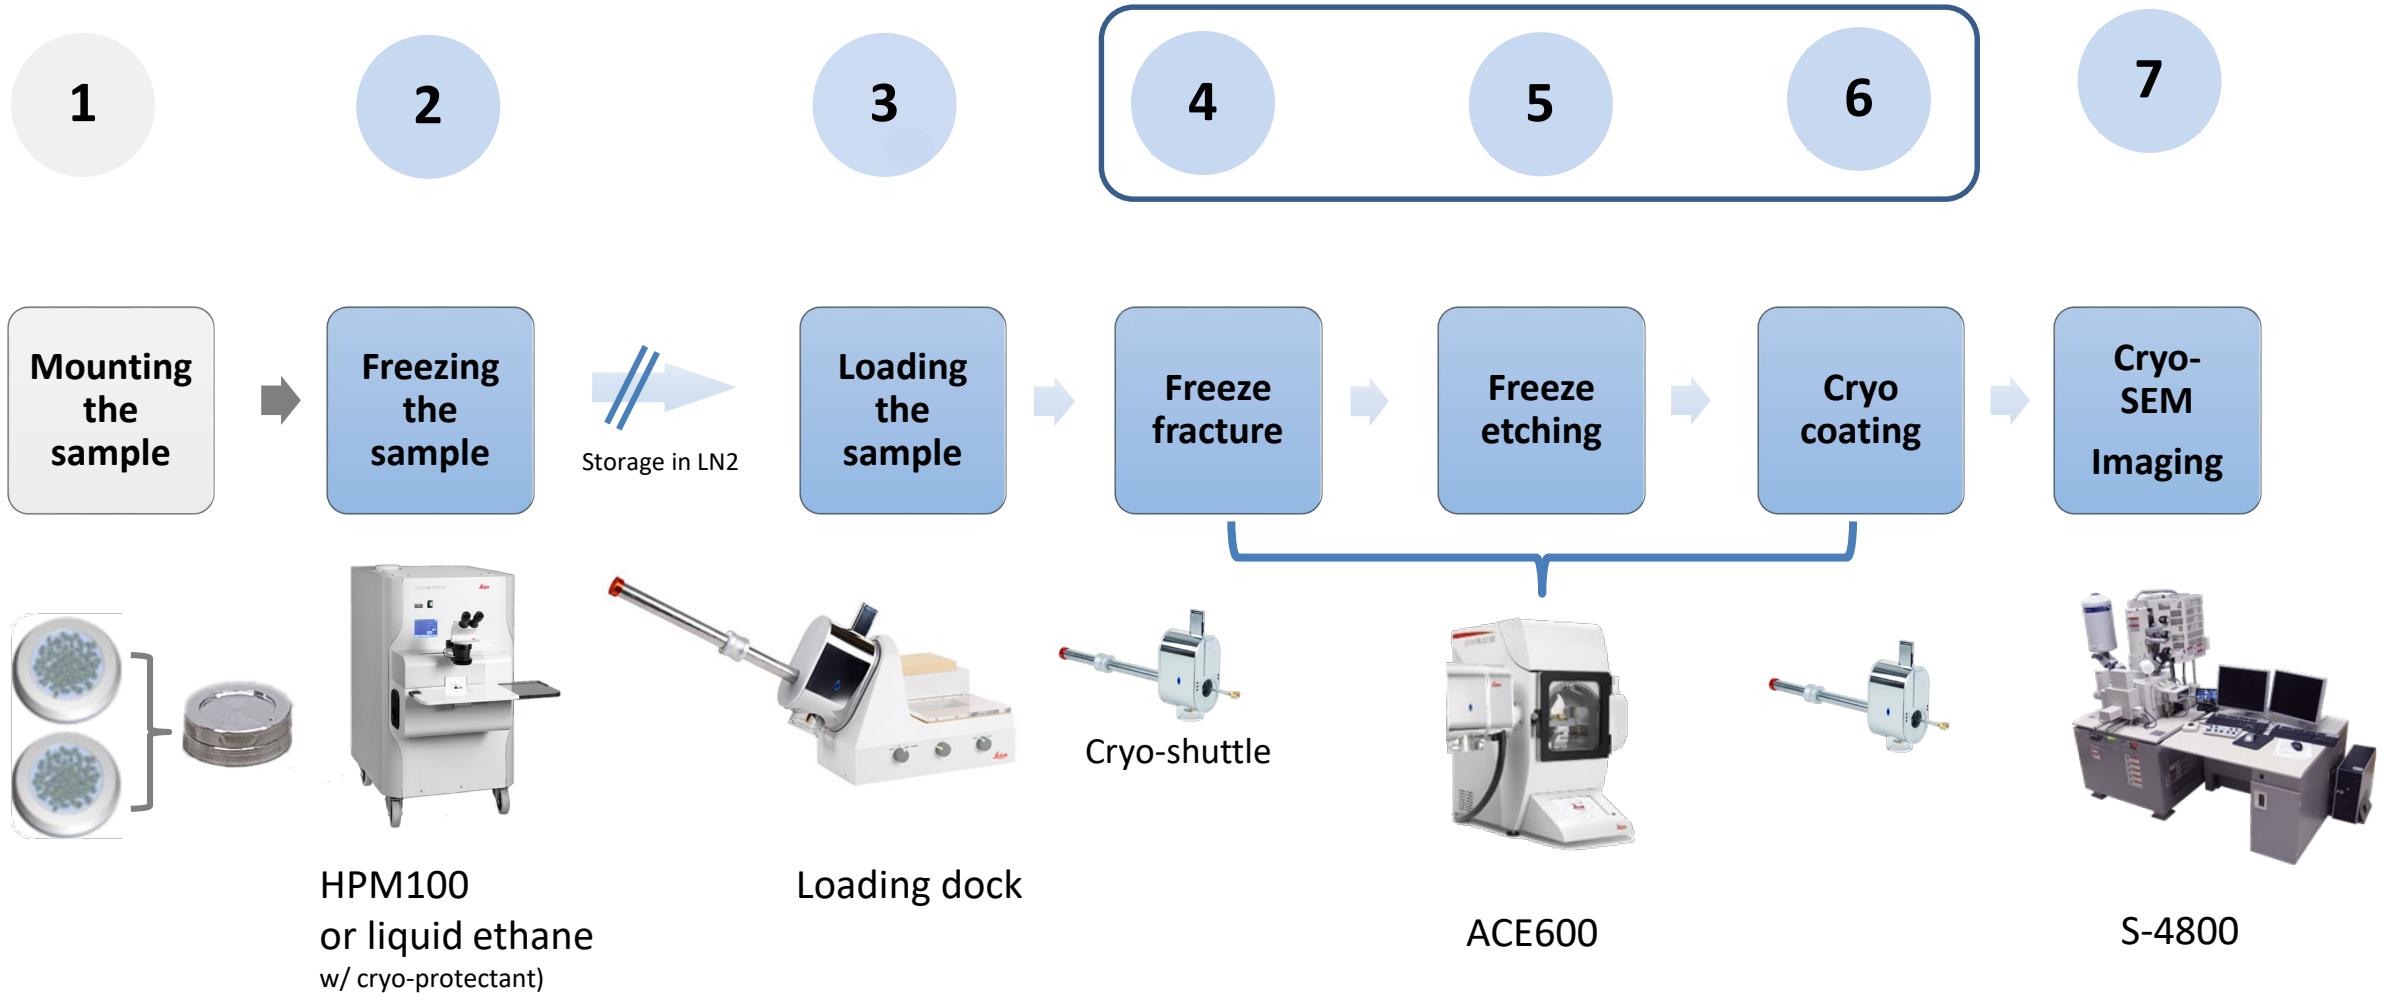 1
2
3
4
5
6
7
Mounting
the
sample
Freezing
the
sample
Storage in LN2
Loading
the
sample
Freeze
fracture
Freeze
etching
Cryo
coating
Cryo-
SEM
Imaging
Cryo-shuttle
HPM100
or liquid ethane
w/ cryo-protectant)
Loading dock
ACE600
S-4800